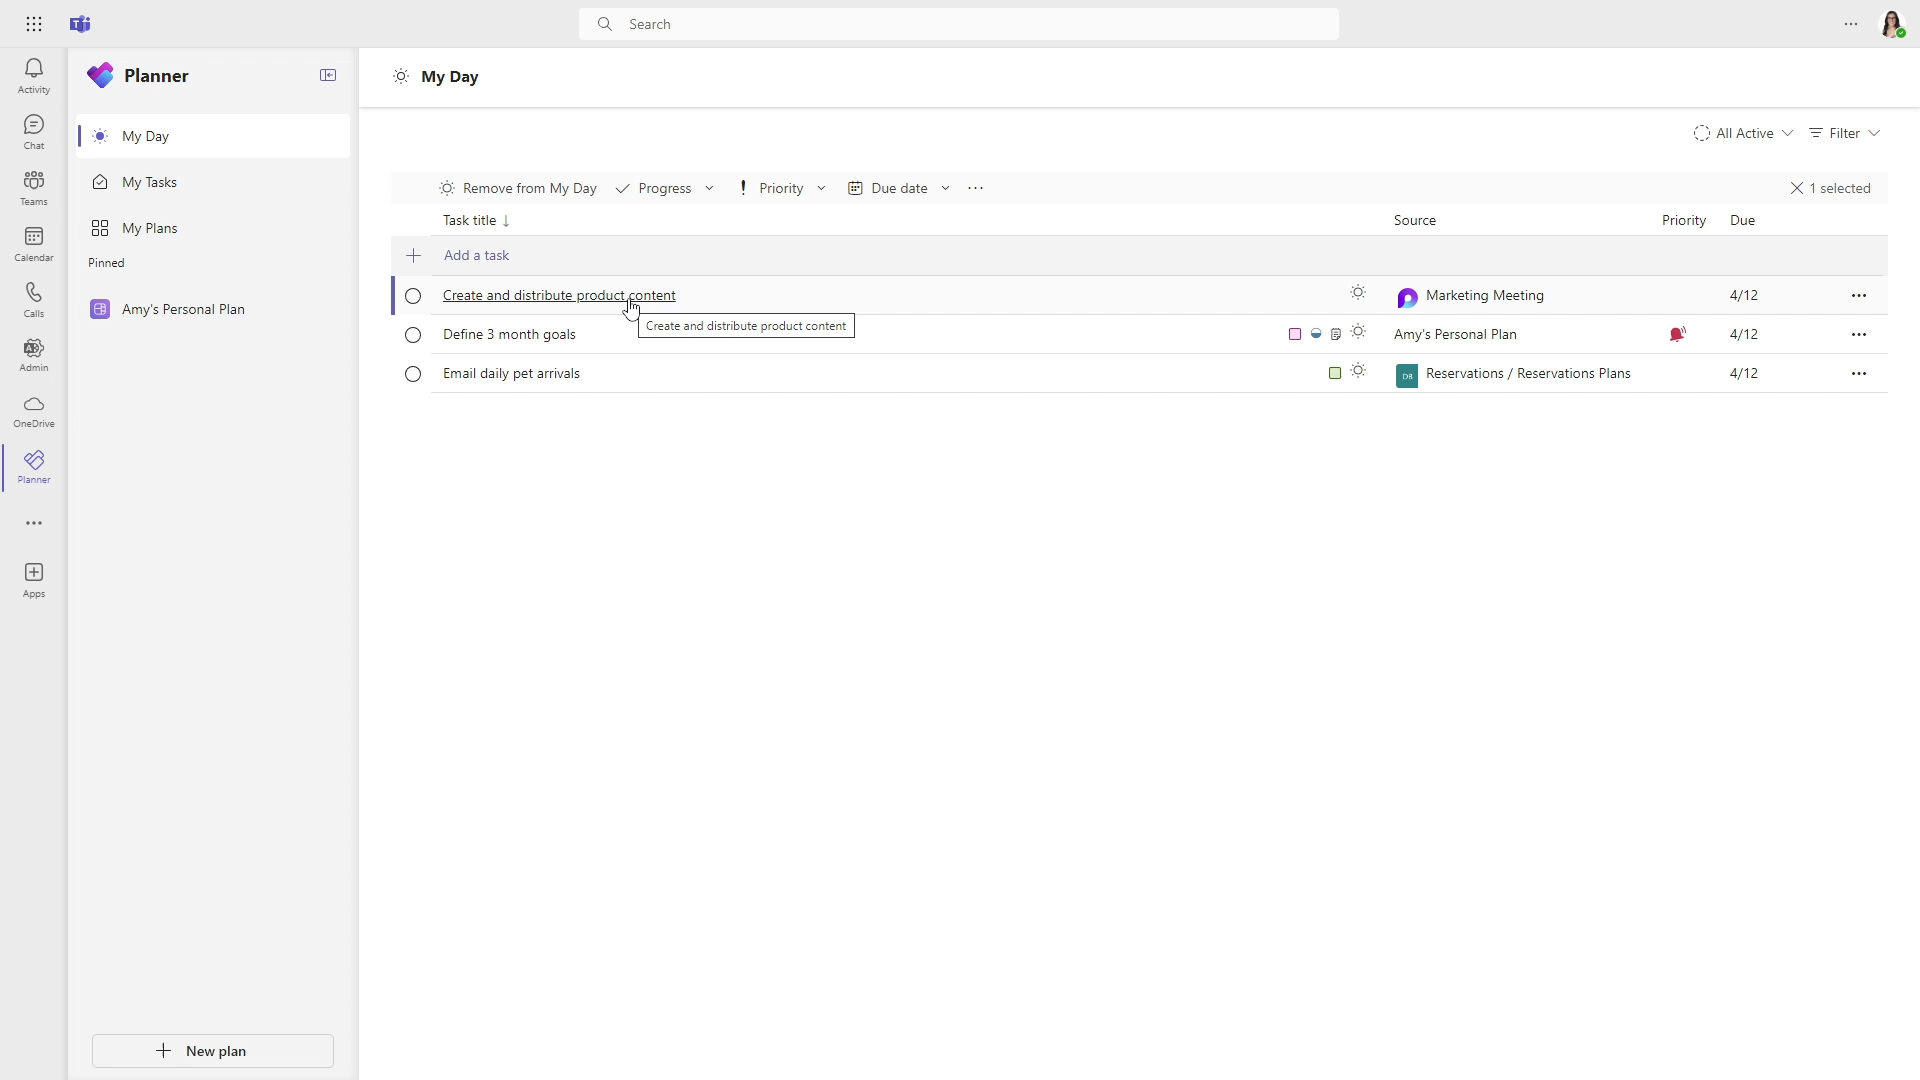 Search
Activity
Chat
Teams
Calendar
Calls
Admin
OneDrive
Planner
Apps
Planner
My Day
My Tasks
My Plans
Pinned
Amy's Personal Plan
New plan
My Day
All Active Filter
Remove from My Day Progress Priority Due date 1 selected
Task title Source Priority Due
Add a task
Create and distribute product content Marketing Meeting 4/12
Create and distribute product content
Define 3 month goals Amy's Personal Plan 4/12
Email daily pet arrivals DB Reservations / Reservations Plans 4/12